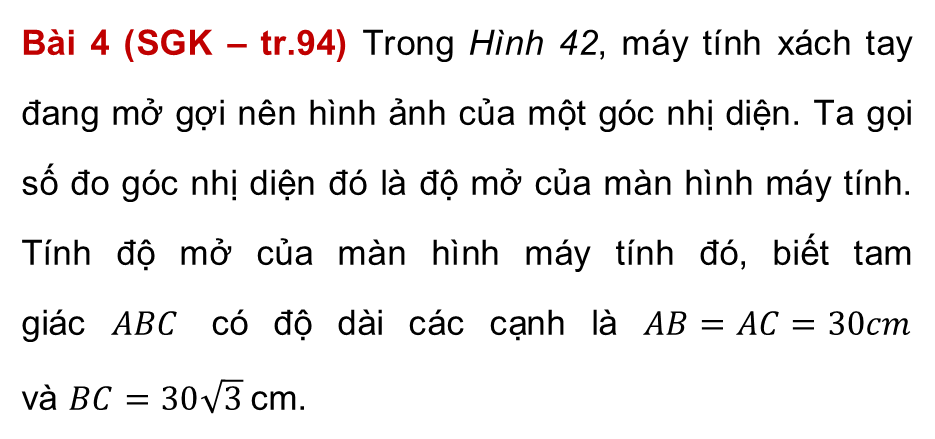 Bài 4 (SGK – tr.94) Trong Hình 42, máy tính xách tay
đang mở gợi nên hình ảnh của một góc nhị diện. Ta gọi
số đo góc nhị diện đó là độ mở của màn hình máy tính.
Tính độ mở của màn hình máy tính đó, biết tam
giác ABC có độ dài các cạnh là AB = AC = 30cm
và BC = 30√3 cm.